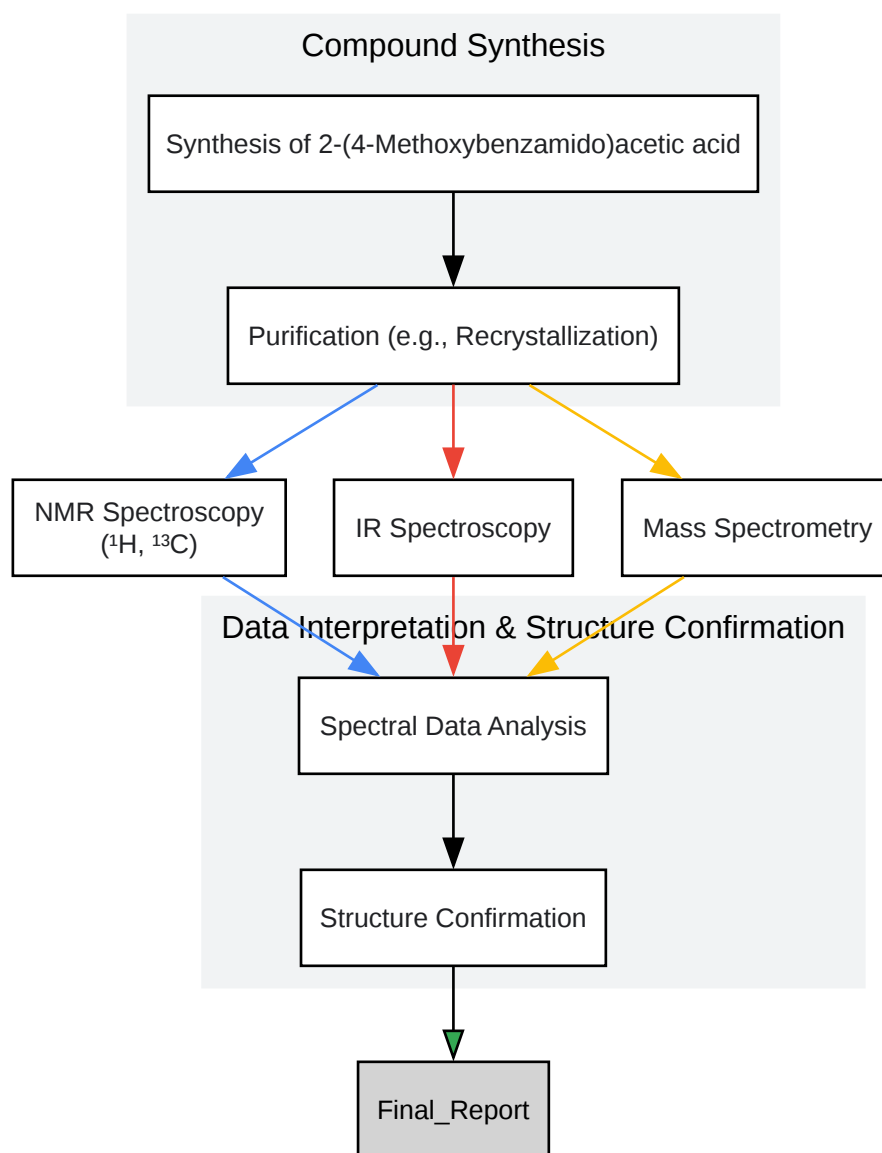 Compound Synthesis
Synthesis of 2-(4-Methoxybenzamido)acetic acid
Purification (e.g., Recrystallization)
NMR Spectroscopy
(¹H, ¹³C)
IR Spectroscopy
Mass Spectrometry
Data Interpretation & Structure Confirmation
Spectral Data Analysis
Structure Confirmation
Final_Report